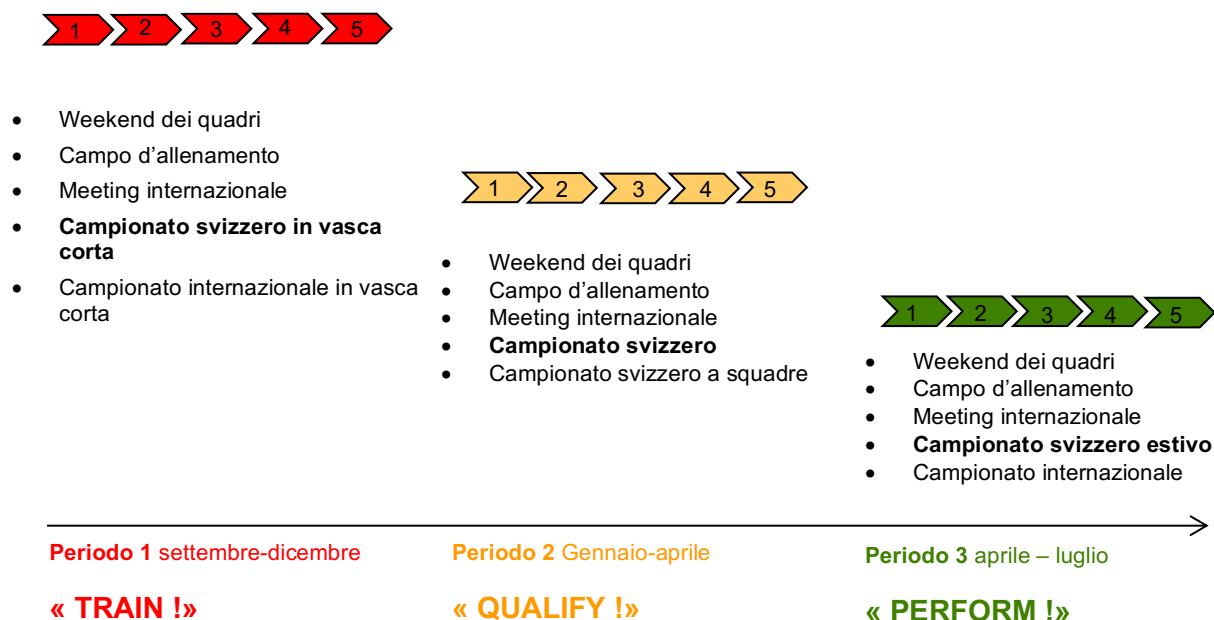 1 2 3 4 5
• Weekend dei quadri
• Campo d'allenamento
• Meeting internazionale
• Campionato svizzero in vasca
corta
• Campionato internazionale in vasca
corta
1 2 3 4 5
• Weekend dei quadri
• Campo d'allenamento
• Meeting internazionale
• Campionato svizzero
• Campionato svizzero a squadre
1 2 3 4 5
• Weekend dei quadri
• Campo d'allenamento
• Meeting internazionale
• Campionato svizzero estivo
• Campionato internazionale
Periodo 1 settembre-dicembre
« TRAIN !»
Periodo 2 Gennaio-aprile
« QUALIFY !»
Periodo 3 aprile – luglio
« PERFORM !»